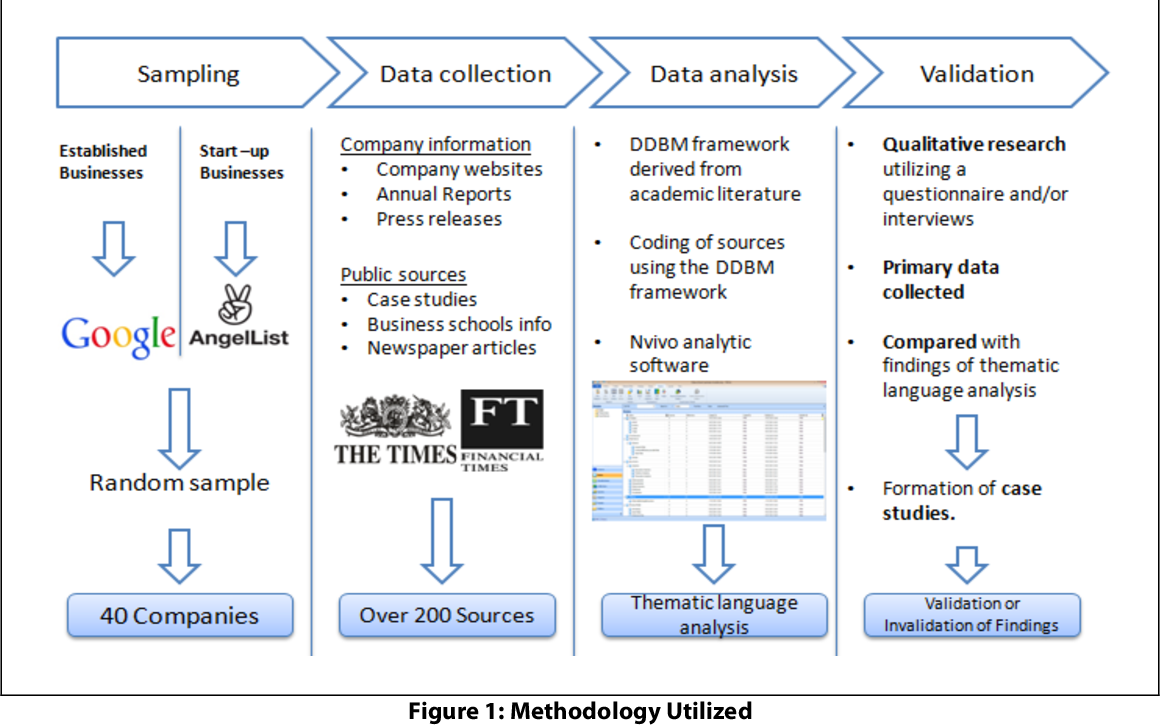 Sampling
Data collection
Data analysis
Validation
Established
Businesses
Start –up
Businesses
Google
AngelList
Random sample
40 Companies
Company information
• Company websites
• Annual Reports
• Press releases
Public sources
• Case studies
• Business schools info
• Newspaper articles
THE TIMES
FT
FINANCIAL
TIMES
Over 200 Sources
• DDBM framework
derived from
academic literature
• Coding of sources
using the DDBM
framework
• Nvivo analytic
software
Thematic language
analysis
• Qualitative research
utilizing a
questionnaire and/or
interviews
• Primary data
collected
• Compared with
findings of thematic
language analysis
• Formation of case
studies.
Validation or
Invalidation of Findings
Figure 1: Methodology Utilized